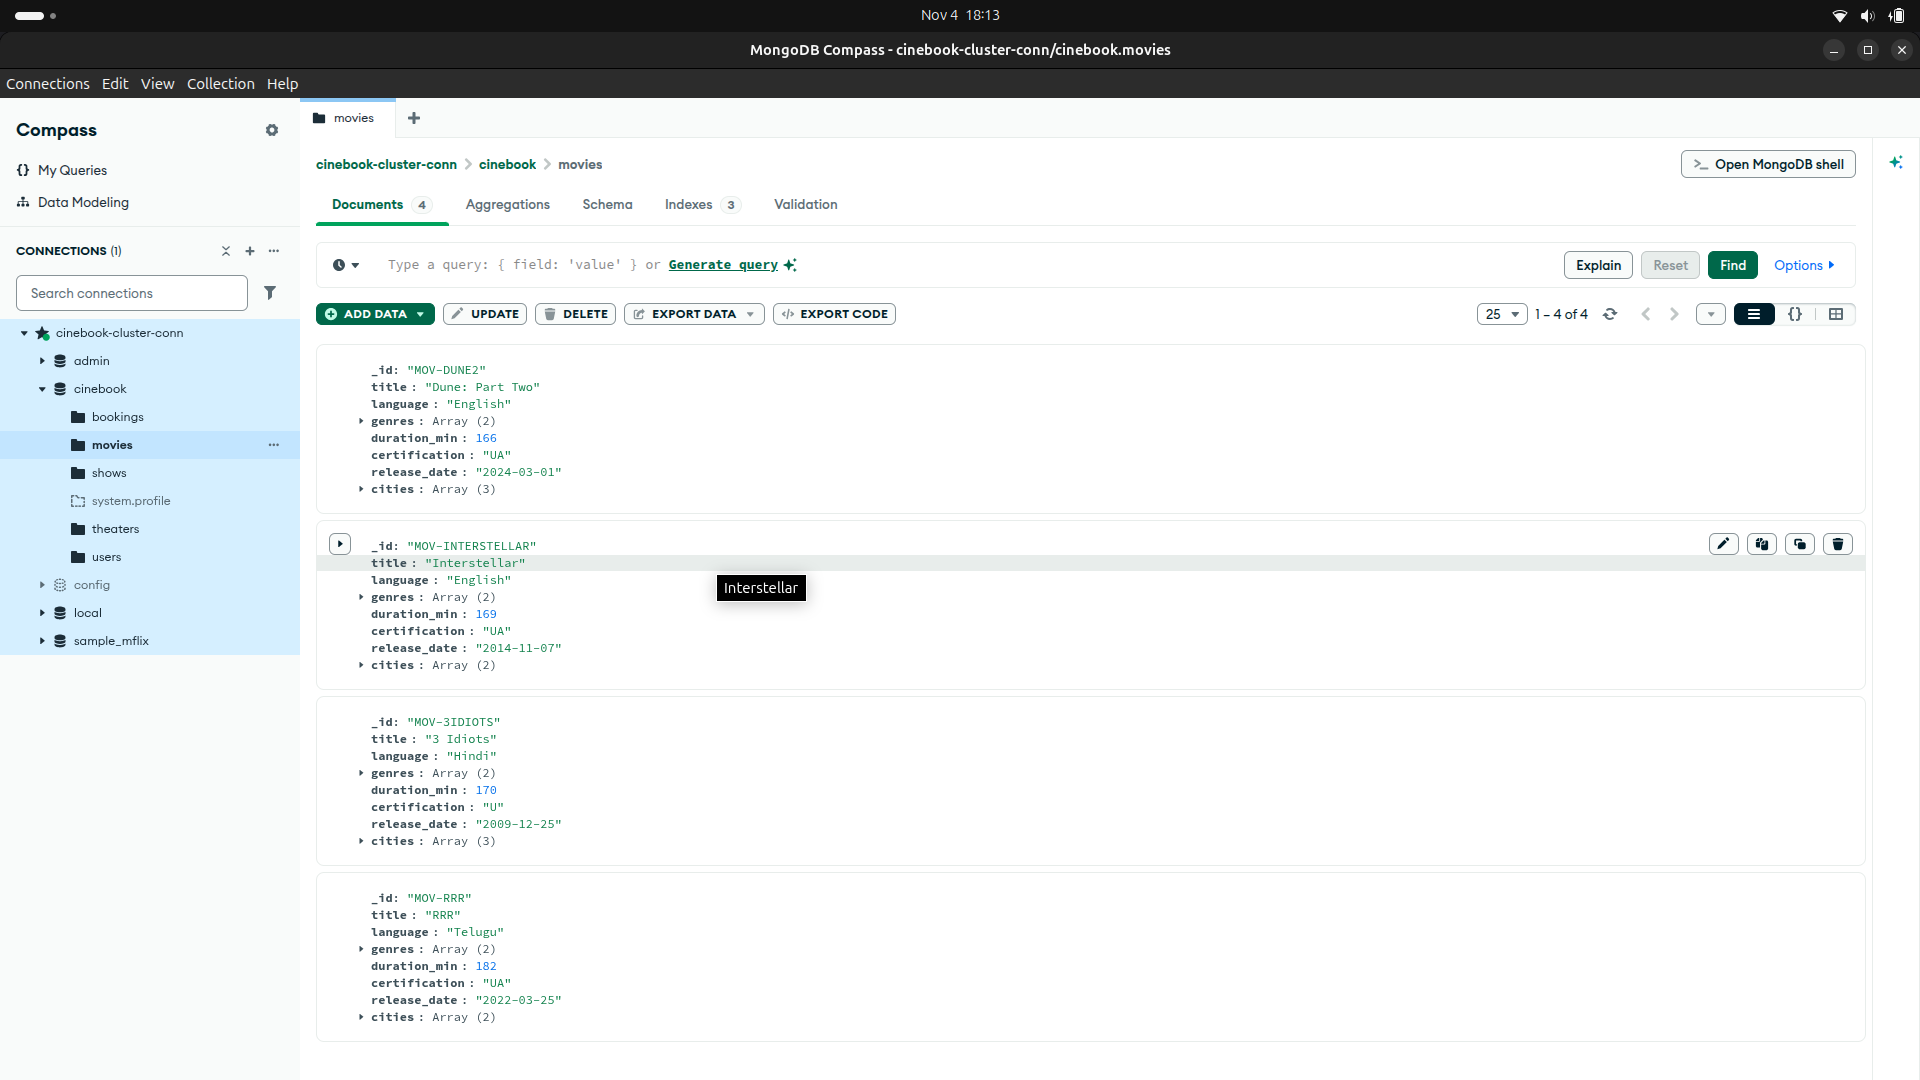 Nov 4 18:13
MongoDB Compass - cinebook-cluster-conn/cinebook.movies
Connections Edit View Collection Help
Compass
My Queries
Data Modeling
CONNECTIONS (1)
Search connections
cinebook-cluster-conn
admin
cinebook
bookings
movies
shows
system.profile
theaters
users
config
local
sample_mflix
movies
cinebook-cluster-conn > cinebook > movies
>_ Open MongoDB shell
Documents 4 Aggregations Schema Indexes 3 Validation
Type a query: { field: 'value' } or Generate query
Explain Reset Find Options
ADD DATA UPDATE DELETE EXPORT DATA EXPORT CODE
25 1 – 4 of 4
_id: "MOV-DUNE2"
title : "Dune: Part Two"
language : "English"
genres : Array (2)
duration_min : 166
certification : "UA"
release_date : "2024-03-01"
cities : Array (3)
_id: "MOV-INTERSTELLAR"
title : "Interstellar"
language : "English"
Interstellar
genres : Array (2)
duration_min : 169
certification : "UA"
release_date : "2014-11-07"
cities : Array (2)
_id: "MOV-3IDIOTS"
title : "3 Idiots"
language : "Hindi"
genres : Array (2)
duration_min : 170
certification : "U"
release_date : "2009-12-25"
cities : Array (3)
_id: "MOV-RRR"
title : "RRR"
language : "Telugu"
genres : Array (2)
duration_min : 182
certification : "UA"
release_date : "2022-03-25"
cities : Array (2)